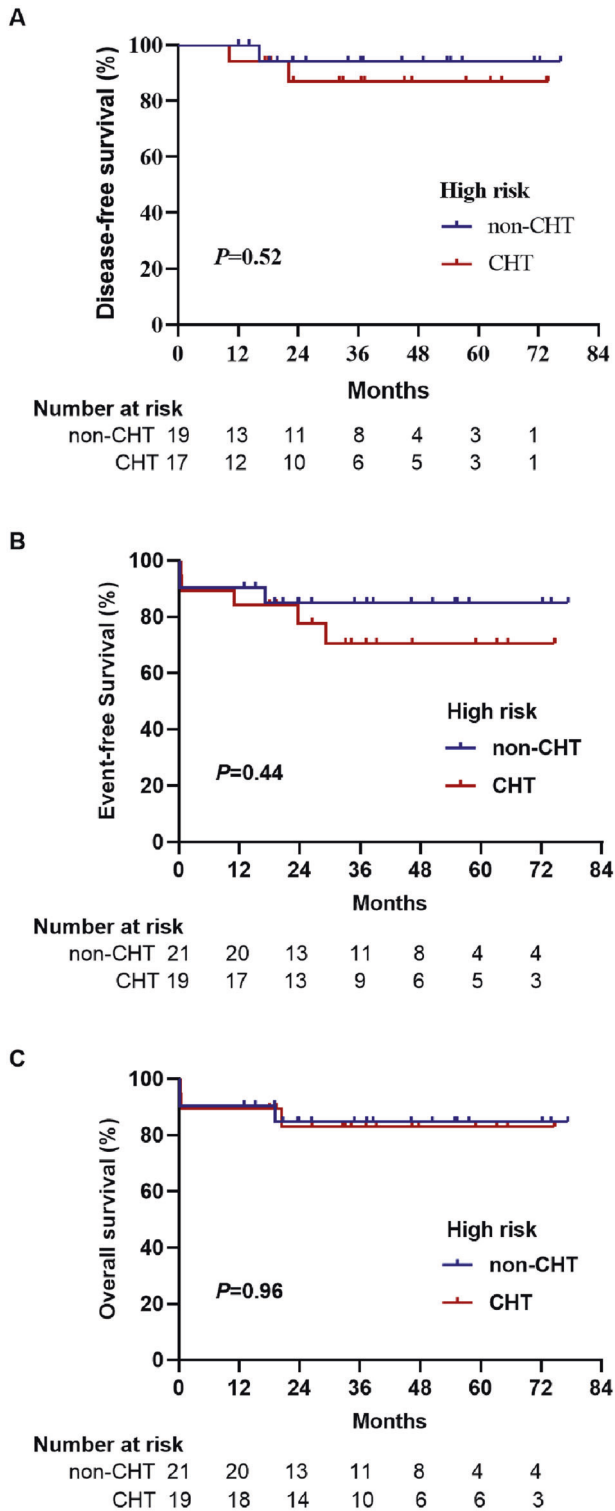 A
Disease-free survival (%)
100
80
60
40
20
0
High risk
non-CHT
CHT
P=0.52
0 12 24 36 48 60 72 84
Months
Number at risk
non-CHT 19 13 11 8 4 3 1
CHT 17 12 10 6 5 3 1
B
Event-free Survival (%)
100
80
60
40
20
0
High risk
non-CHT
CHT
P=0.44
0 12 24 36 48 60 72 84
Months
Number at risk
non-CHT 21 20 13 11 8 4 4
CHT 19 17 13 9 6 5 3
C
Overall survival (%)
100
80
60
40
20
0
High risk
non-CHT
CHT
P=0.96
0 12 24 36 48 60 72 84
Months
Number at risk
non-CHT 21 20 13 11 8 4 4
CHT 19 18 14 10 6 6 3